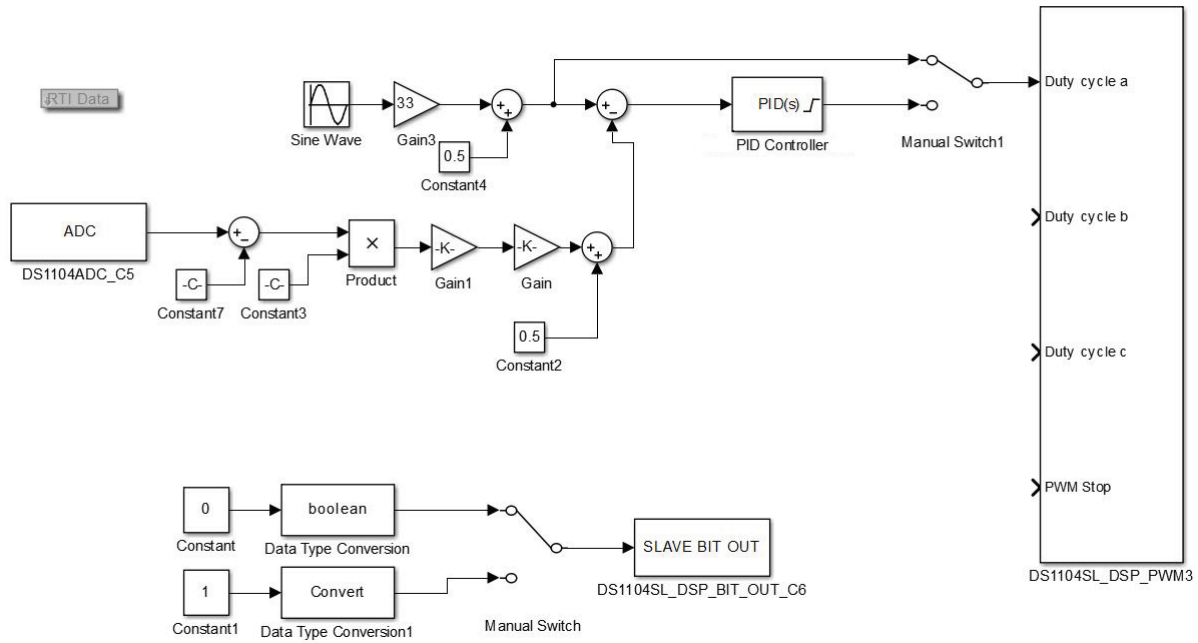 RTI Data
Sine Wave
33
Gain3
+
+
0.5
Constant4
+
−
PID(s)
PID Controller
Manual Switch1
Duty cycle a
ADC
DS1104ADC_C5
+
−
-C-
Constant7
-C-
Constant3
×
Product
-K-
Gain1
-K-
Gain
+
+
0.5
Constant2
Duty cycle b
Duty cycle c
PWM Stop
DS1104SL_DSP_PWM3
0
Constant
boolean
Data Type Conversion
1
Constant1
Convert
Data Type Conversion1
Manual Switch
SLAVE BIT OUT
DS1104SL_DSP_BIT_OUT_C6